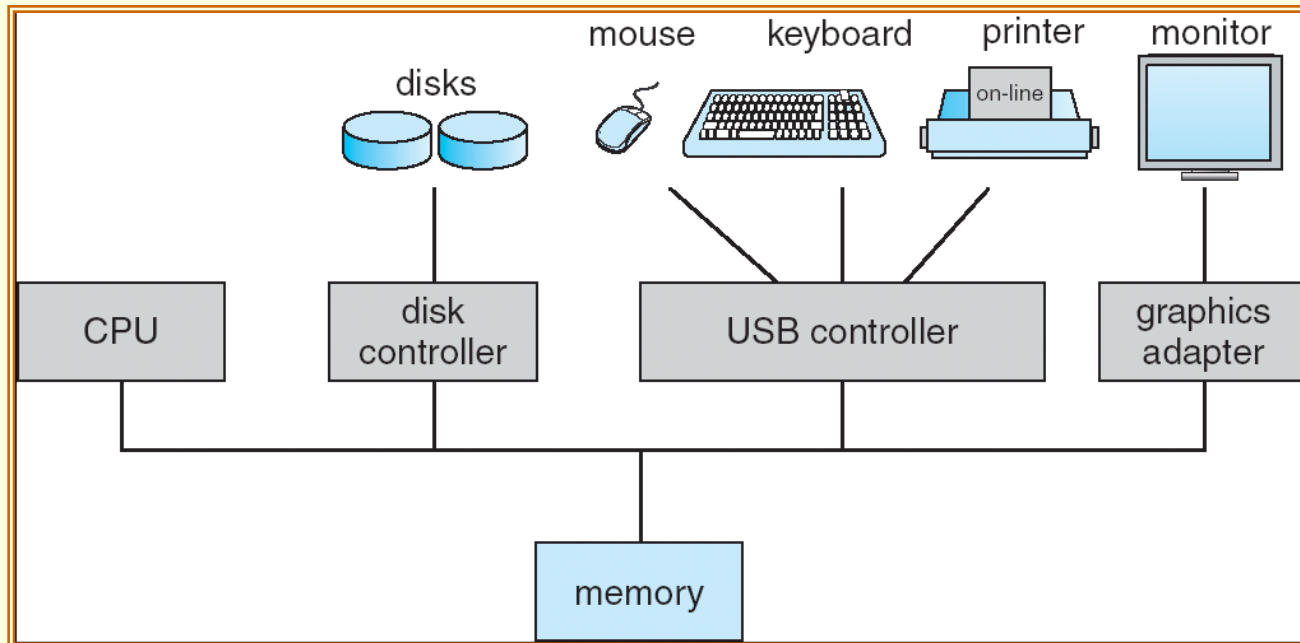 mouse
keyboard
printer
monitor
disks
on-line
CPU
disk
controller
USB controller
graphics
adapter
memory